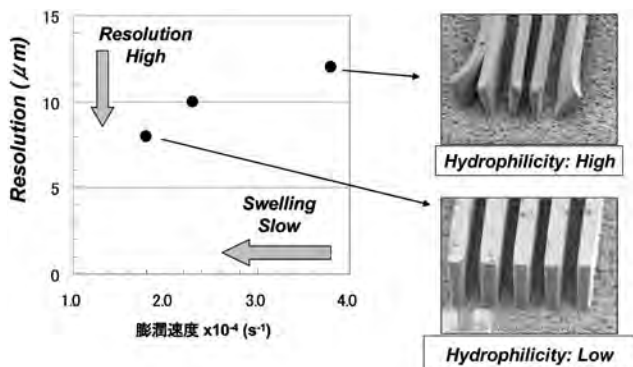 15
Resolution
High
10
5
0
Resolution (μm)
Swelling
Slow
1.0
2.0
3.0
4.0
膨潤速度 x10⁻⁴ (s⁻¹)
Hydrophilicity: High
Hydrophilicity: Low